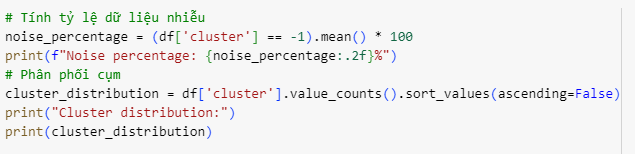 # Tính tỷ lệ dữ liệu nhiễu
noise_percentage = (df['cluster'] == -1).mean() * 100
print(f"Noise percentage: {noise_percentage:.2f}%")
# Phân phối cụm
cluster_distribution = df['cluster'].value_counts().sort_values(ascending=False)
print("Cluster distribution:")
print(cluster_distribution)